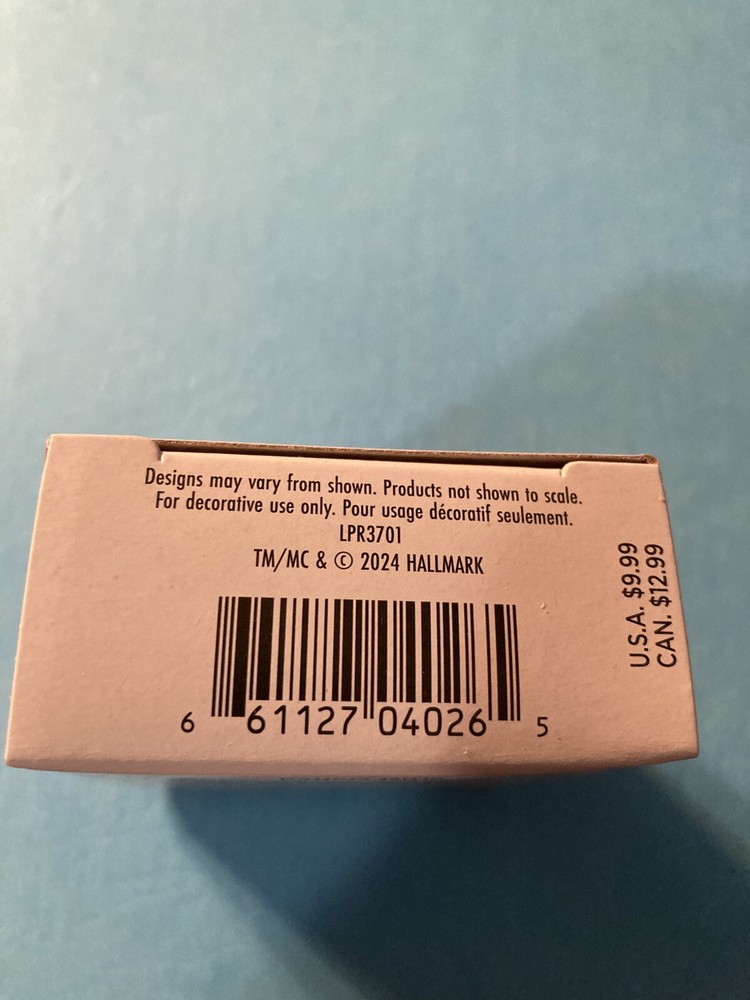 Designs may vary from shown. Products not shown to scale.
For decorative use only. Pour usage décoratif seulement.
LPR3701
TM/MC & © 2024 HALLMARK
6 61127 04026 5
U.S.A. $9.99
CAN. $12.99